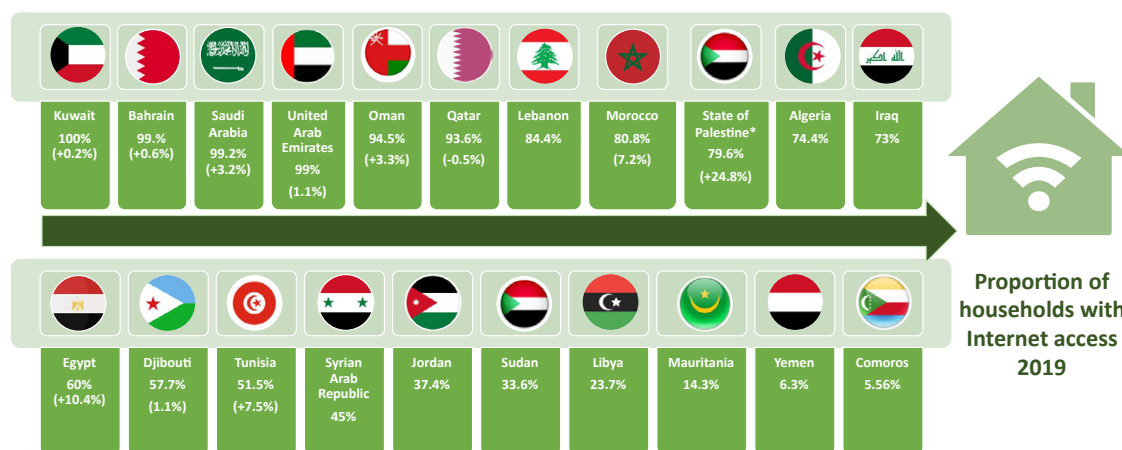 Kuwait
100%
(+0.2%)
Bahrain
99.%
(+0.6%)
Saudi
Arabia
99.2%
(+3.2%)
United
Arab
Emirates
99%
(1.1%)
Oman
94.5%
(+3.3%)
Qatar
93.6%
(-0.5%)
Lebanon
84.4%
Morocco
80.8%
(7.2%)
State of
Palestine*
79.6%
(+24.8%)
Algeria
74.4%
Iraq
73%
Egypt
60%
(+10.4%)
Djibouti
57.7%
(1.1%)
Tunisia
51.5%
(+7.5%)
Syrian
Arab
Republic
45%
Jordan
37.4%
Sudan
33.6%
Libya
23.7%
Mauritania
14.3%
Yemen
6.3%
Comoros
5.56%
Proportion of
households with
Internet access
2019